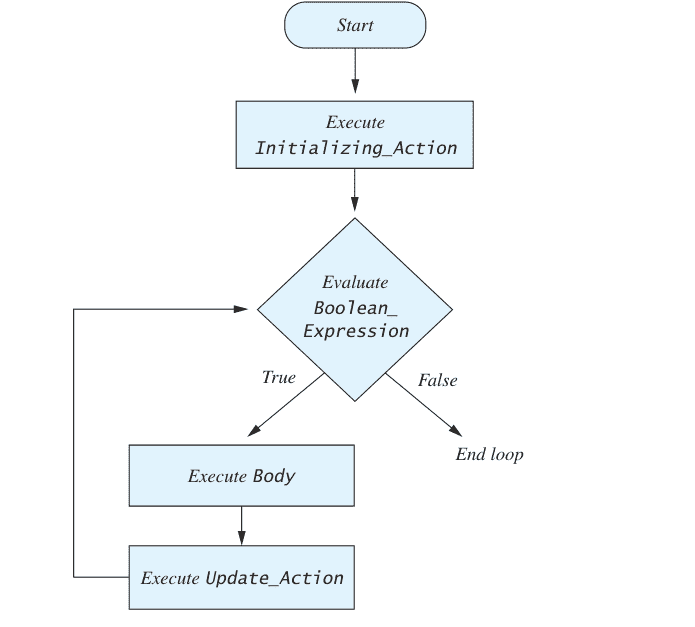 Start
Execute
Initializing_Action
Evaluate
Boolean_
Expression
True
False
End loop
Execute Body
Execute Update_Action